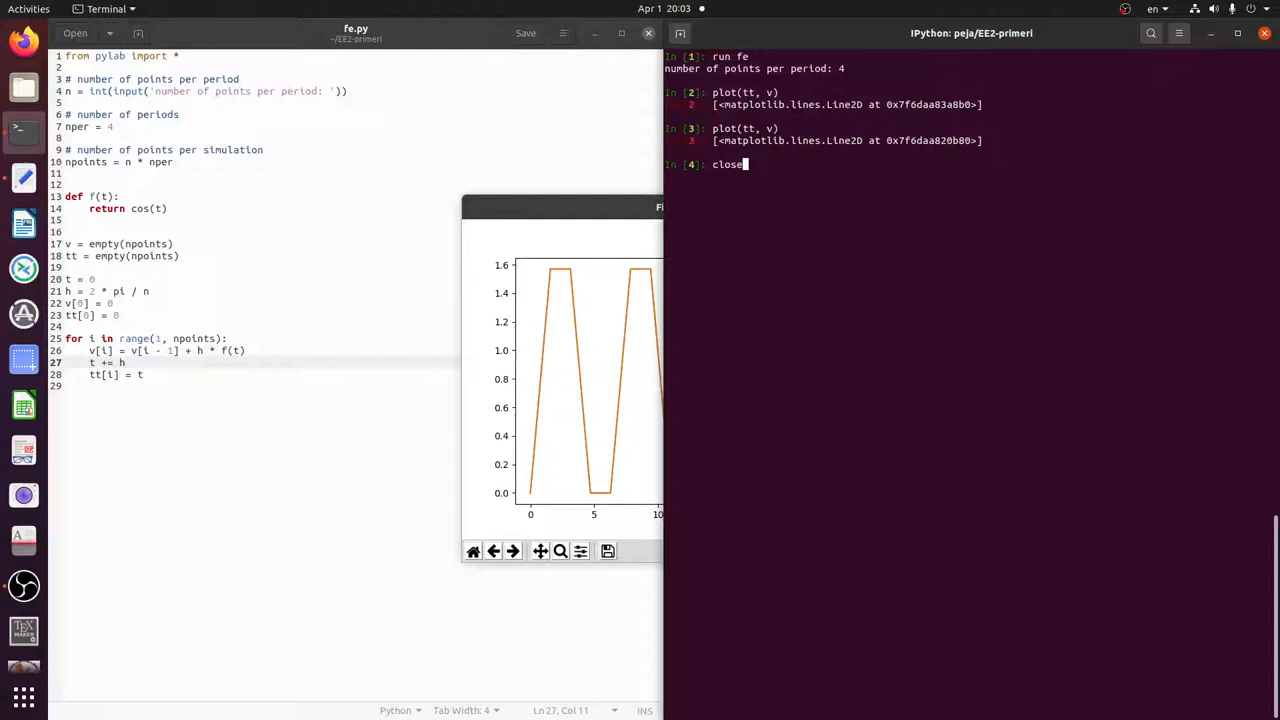 Activities
Terminal
Apr 1 20:03
en
Open
fe.py
~/EE2-primeri
Save
1 from pylab import *
2
3 # number of points per period
4 n = int(input('number of points per period: '))
5
6 # number of periods
7 nper = 4
8
9 # number of points per simulation
10 npoints = n * nper
11
12
13 def f(t):
14     return cos(t)
15
16
17 v = empty(npoints)
18 tt = empty(npoints)
19
20 t = 0
21 h = 2 * pi / n
22 v[0] = 0
23 tt[0] = 0
24
25 for i in range(1, npoints):
26     v[i] = v[i - 1] + h * f(t)
27     t += h
28     tt[i] = t
29
Python
Tab Width: 4
Ln 27, Col 11
INS
Fi
1.6
1.4
1.2
1.0
0.8
0.6
0.4
0.2
0.0
0
5
10
IPython: peja/EE2-primeri
In [1]: run fe
number of points per period: 4
In [2]: plot(tt, v)
2 [<matplotlib.lines.Line2D at 0x7f6daa83a8b0>]
In [3]: plot(tt, v)
3 [<matplotlib.lines.Line2D at 0x7f6daa820b80>]
In [4]: close